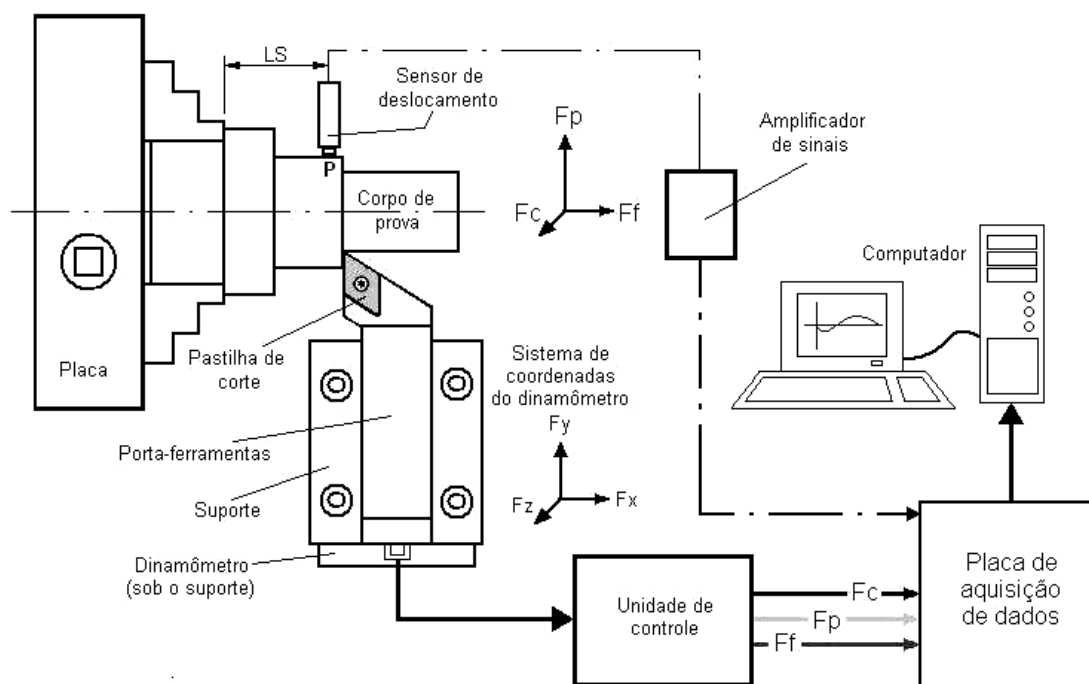 LS
Sensor de
deslocamento
P
Fp
Fc
Ff
Amplificador
de sinais
Corpo de
prova
Computador
Placa
Pastilha de
corte
Sistema de
coordenadas
do dinamômetro
Fy
Fz
Fx
Porta-ferramentas
Suporte
Dinamômetro
(sob o suporte)
Unidade de
controle
Fc
Fp
Ff
Placa de
aquisição
de dados